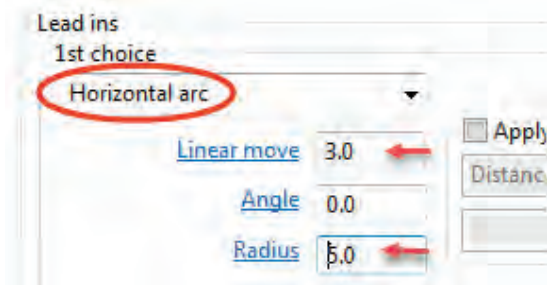 Lead ins
1st choice
Horizontal arc
Linear move 3.0
Apply
Angle 0.0
Distanc
Radius 5.0